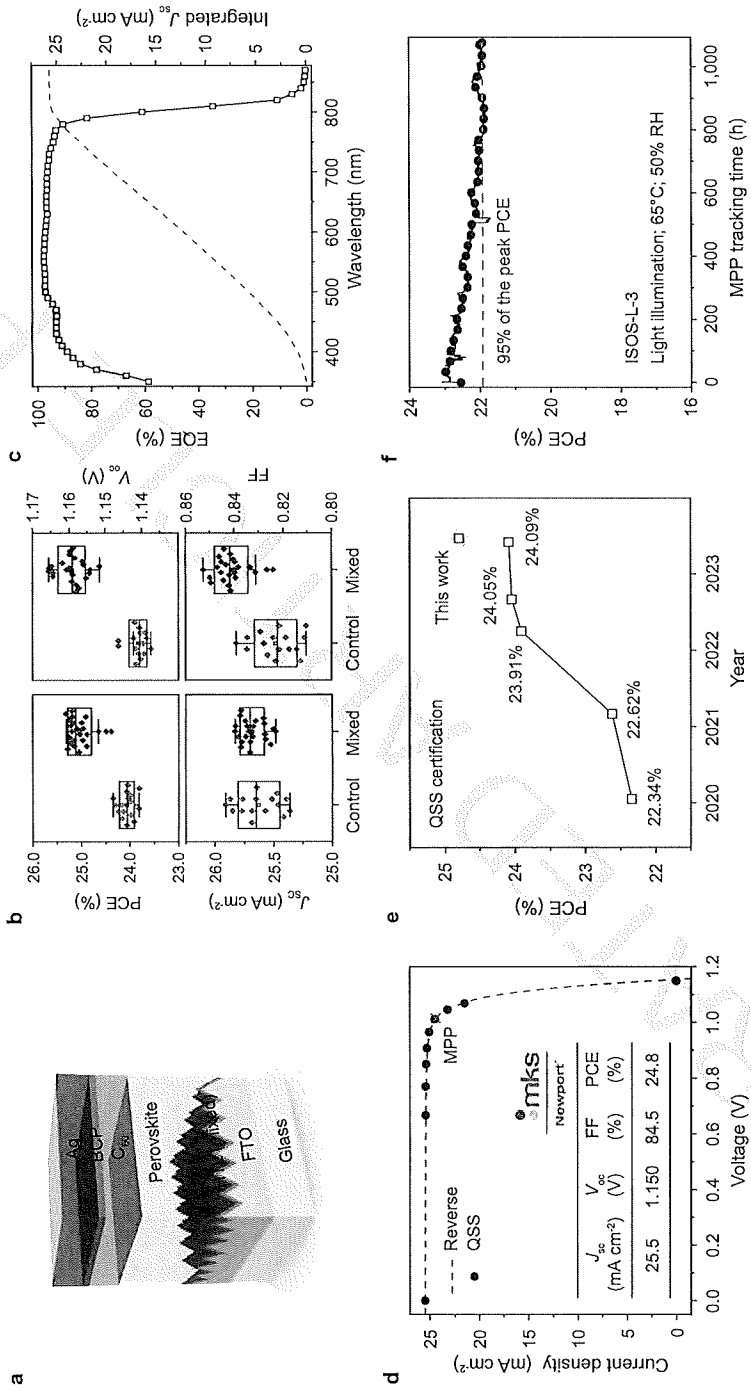 a
Ag
BCP
C60
Perovskite
(mixed)
FTO
Glass
b
PCE (%)
26.0
25.0
24.0
23.0
1.17
1.16
1.15
1.14
Voc (V)
Jsc (mA cm-2)
26.0
25.5
25.0
0.86
0.84
0.82
0.80
FF
Control Mixed Control Mixed
c
Integrated Jsc (mA cm-2)
25 20 15 10 5 0
EQE (%)
100 80 60 40 20 0
400 500 600 700 800
Wavelength (nm)
d
Current density (mA cm-2)
25
20
15
10
5
0
Reverse
QSS
MPP
mks
Newport
Jsc Voc FF PCE
(mA cm-2) (V) (%) (%)
25.5 1.150 84.5 24.8
0.0 0.2 0.4 0.6 0.8 1.0 1.2
Voltage (V)
e
QSS certification
This work
PCE (%)
25
24
23
22
22.34%
22.62%
23.91%
24.05%
24.09%
2020 2021 2022 2023
Year
f
PCE (%)
24
22
20
18
16
95% of the peak PCE
ISOS-L-3
Light illumination; 65°C; 50% RH
0 200 400 600 800 1,000
MPP tracking time (h)